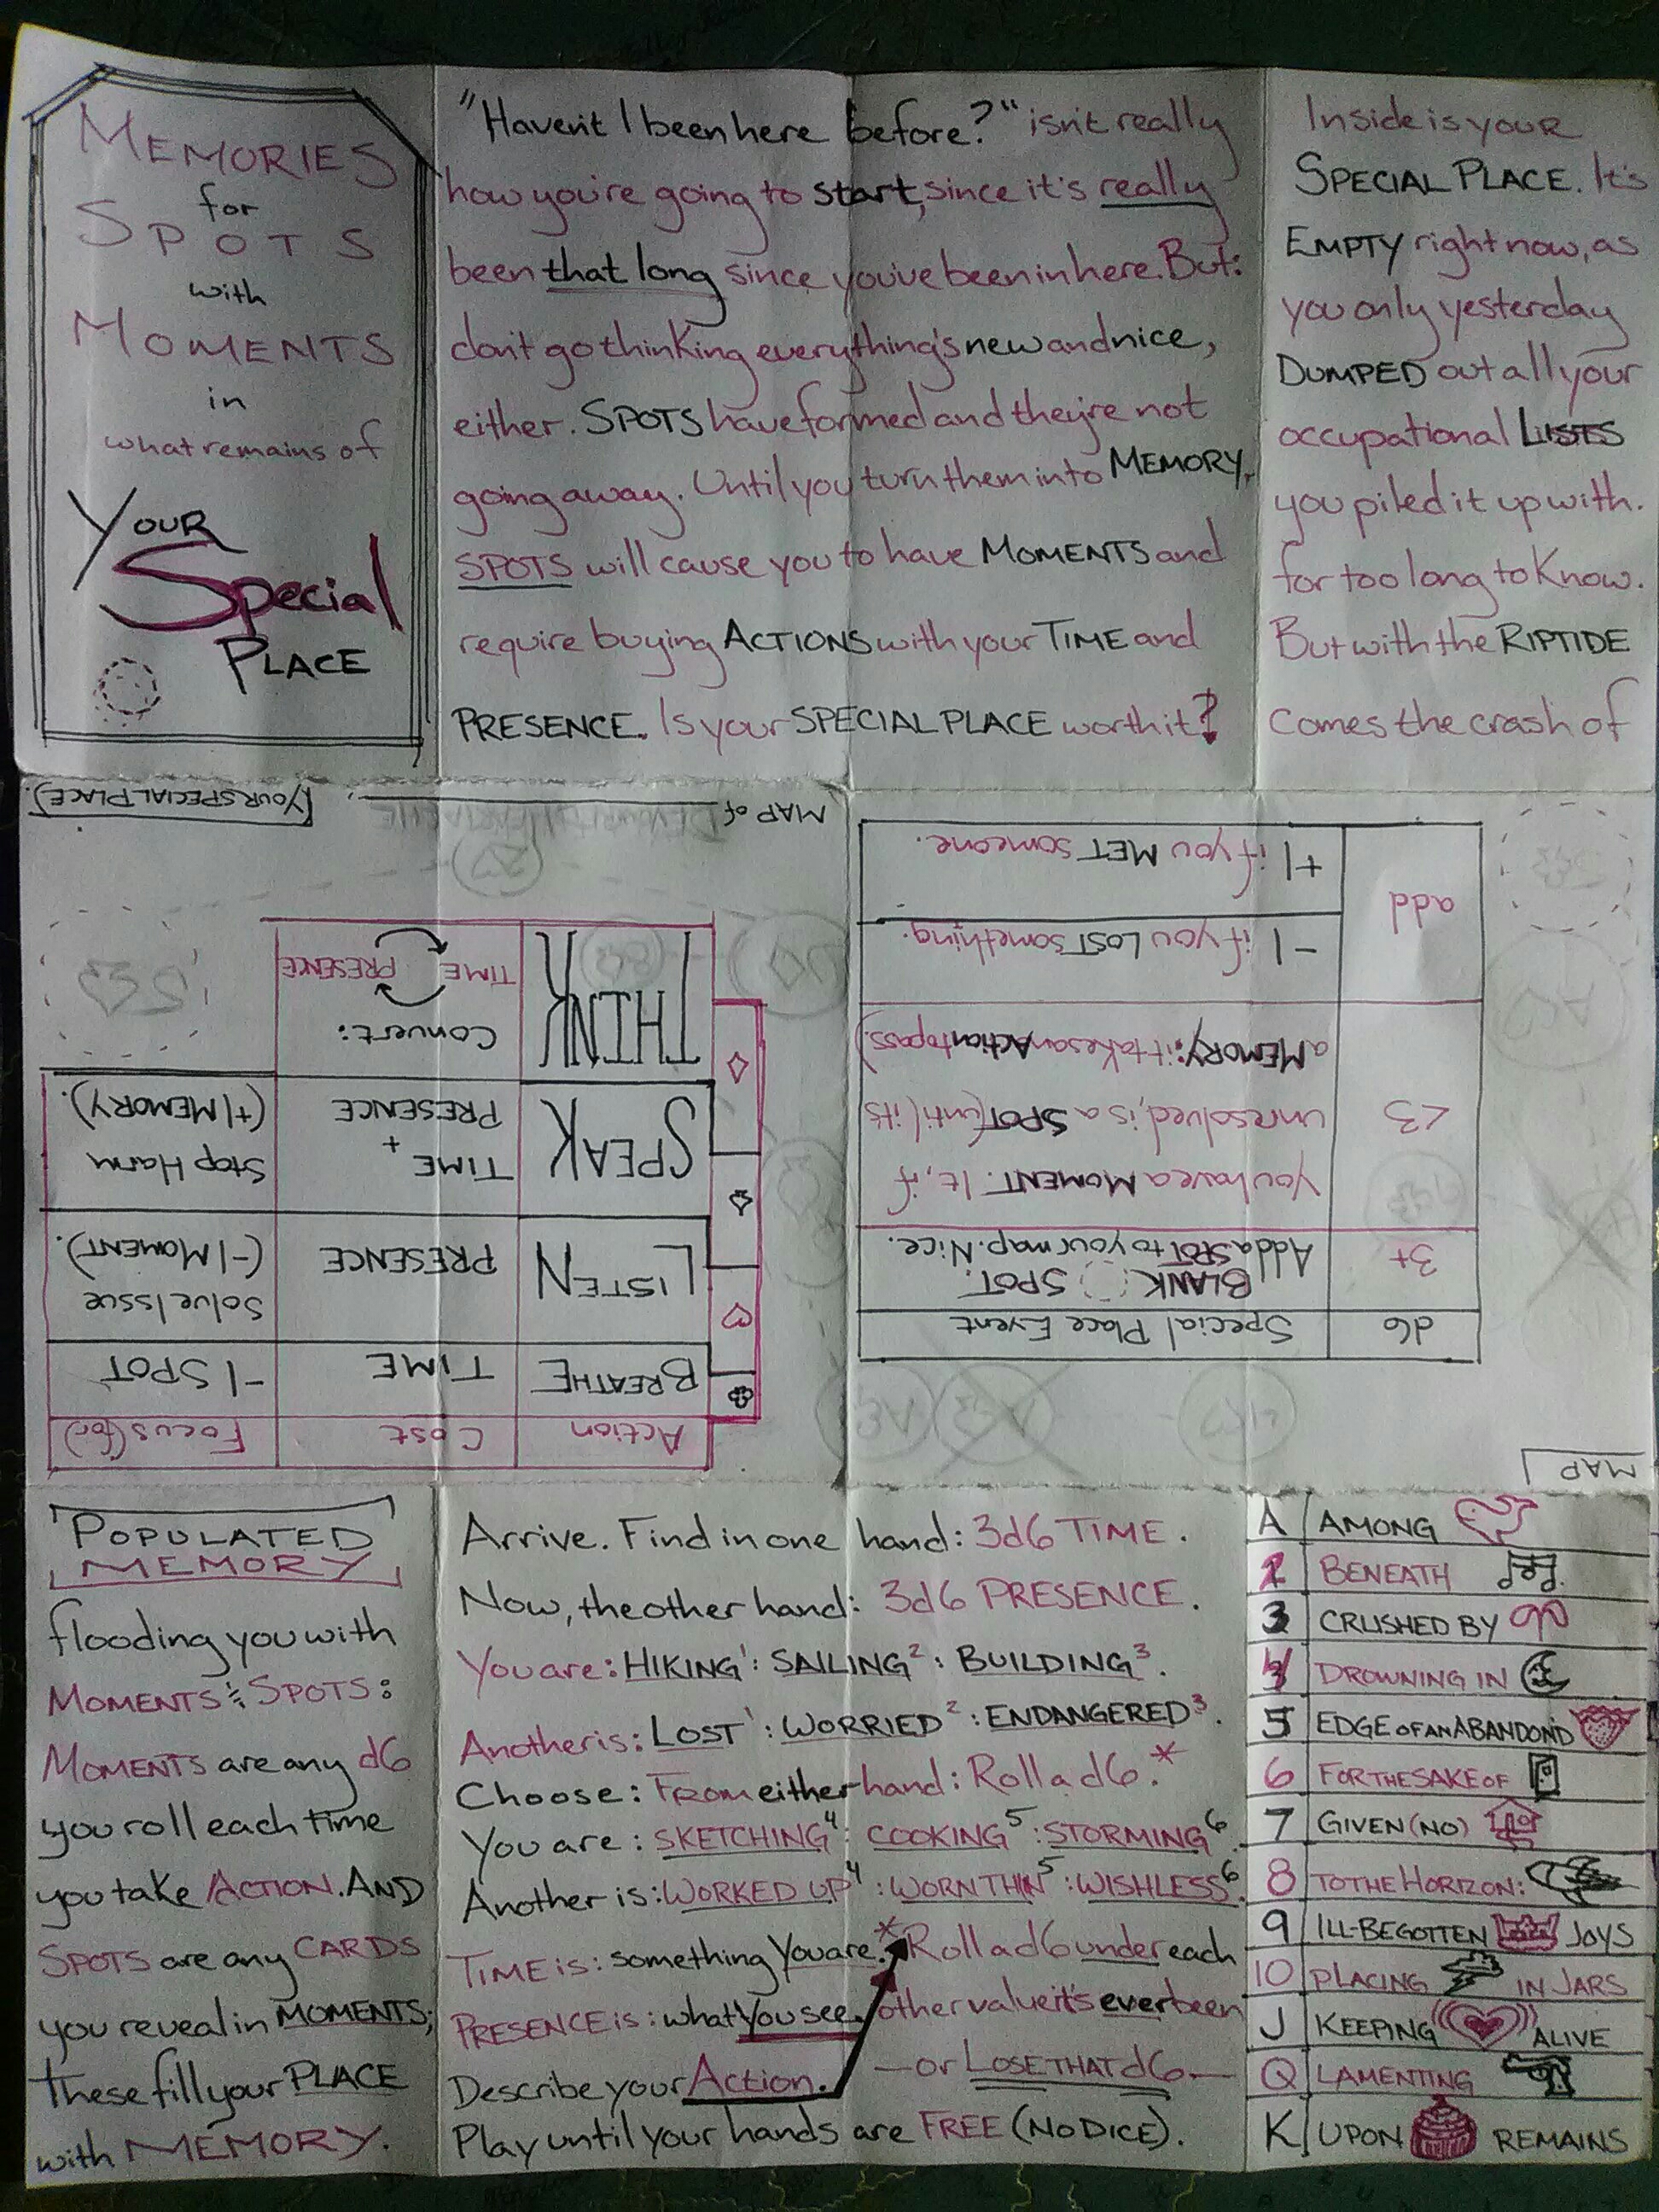 MEMORIES
for
SPOTS
with
MOMENTS
in
what remains of
YOUR
Special
PLACE
"Haven't I been here before?" isn't really
how you're going to start, since it's really
been that long since you've been in here. But:
don't go thinking everything's new and nice,
either. SPOTS have formed and they're not
going away. Until you turn them into MEMORY,
SPOTS will cause you to have MOMENTS and
require buying ACTIONS with your TIME and
PRESENCE. Is your SPECIAL PLACE worth it?
Inside is your
SPECIAL PLACE. It's
EMPTY right now, as
you only yesterday
DUMPED out all your
occupational LISTS
you piled it up with.
for too long to know.
But with the RIPTIDE
comes the crash of
POPULATED
MEMORY
flooding you with
MOMENTS & SPOTS:
MOMENTS are any d6
you roll each time
you take ACTION. AND
SPOTS are any CARDS
you reveal in MOMENTS;
these fill your PLACE
with MEMORY.
Arrive. Find in one hand: 3d6 TIME.
Now, the other hand: 3d6 PRESENCE.
You are: HIKING¹: SAILING²: BUILDING³.
Another is: LOST¹: WORRIED²: ENDANGERED³.
Choose: From either hand: Roll a d6.*
You are: SKETCHING⁴: COOKING⁵: STORMING⁶.
Another is: WORKED UP⁴: WORN THIN⁵: WISHLESS⁶.
TIME is: something You are.
PRESENCE is: what You see.
Describe your Action.
*Roll a d6 under each
other value it's ever been
—or LOSE THAT d6.—
Play until your hands are FREE (NO DICE).
A AMONG
2 BENEATH
3 CRUSHED BY
4 DROWNING IN
5 EDGE OF AN ABANDON'D
6 FOR THE SAKE OF
7 GIVEN (NO)
8 TO THE HORIZON:
9 ILL-BEGOTTEN JOYS
10 PLACING IN JARS
J KEEPING ALIVE
Q LAMENTING
K UPON REMAINS
MAP
d6 Special Place Event
3+ BLANK SPOT.
Add a SPOT to your map. Nice.
<3 you have a MOMENT. It, if
unresolved, is a SPOT (until it's
a MEMORY: it takes an Action to pass.)
add -1 if you LOST something.
+1 if you MET someone.
Action Cost Focus (for)
♣ BREATHE TIME -1 SPOT
♡ LISTEN PRESENCE Solve Issue
(-1 MOMENT).
♤ SPEAK TIME + PRESENCE Stop Harm
(+1 MEMORY).
♢ THINK Convert:
TIME PRESENCE
MAP of , (YOUR SPECIAL PLACE).